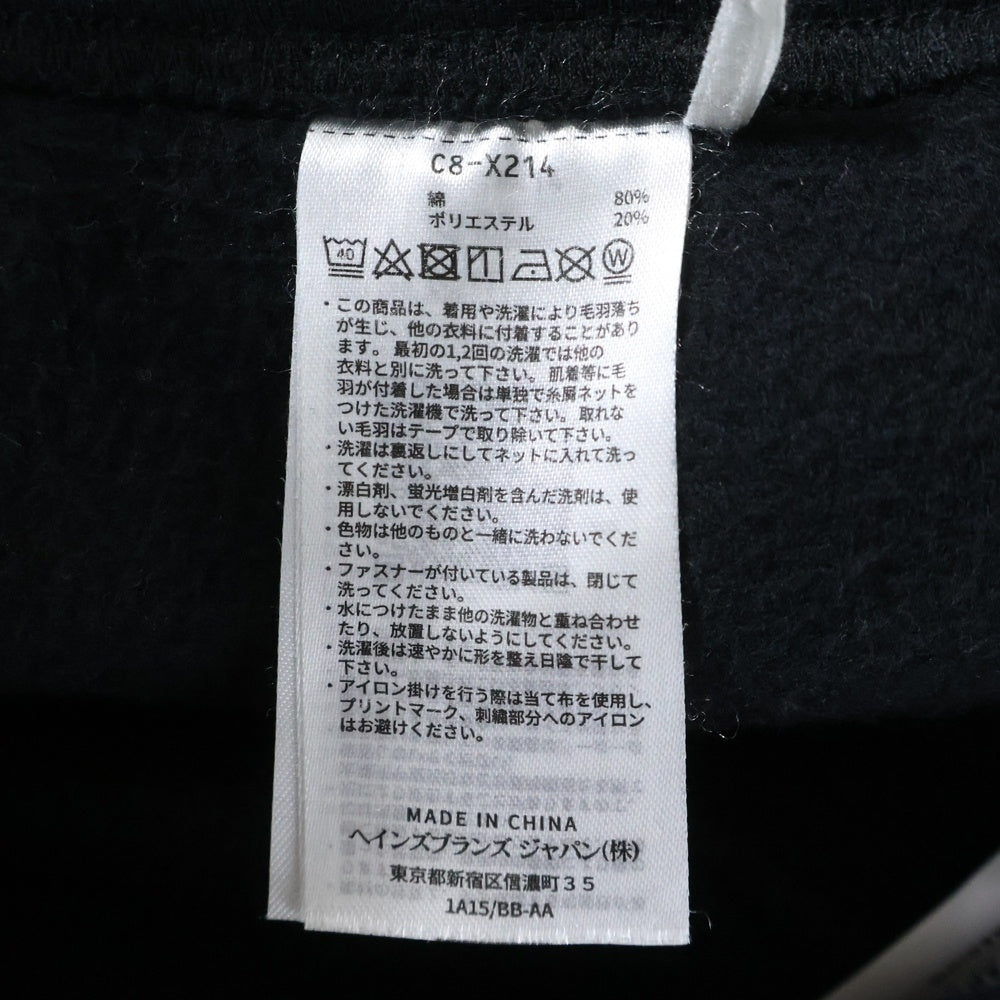 C8-X214
綿 80%
ポリエステル 20%
40 W
・この商品は、着用や洗濯により毛羽落ち
が生じ、他の衣料に付着することがあり
ます。最初の1,2回の洗濯では他の
衣料と別に洗って下さい。肌着等に毛
羽が付着した場合は単独で糸屑ネットを
つけた洗濯機で洗って下さい。取れな
い毛羽はテープで取り除いて下さい。
・洗濯は裏返しにしてネットに入れて洗っ
てください。
・漂白剤、蛍光増白剤を含んだ洗剤は、使
用しないでください。
・色物は他のものと一緒に洗わないでくだ
さい。
・ファスナーが付いている製品は、閉じて
洗ってください。
・水につけたまま他の洗濯物と重ね合わせ
たり、放置しないようにしてください。
・洗濯後は速やかに形を整え日陰で干して
下さい。
・アイロン掛けを行う際は当て布を使用し、
プリントマーク、刺繍部分へのアイロン
はお避けください。
MADE IN CHINA
ヘインズブランズ ジャパン(株)
東京都新宿区信濃町35
1A15/BB-AA